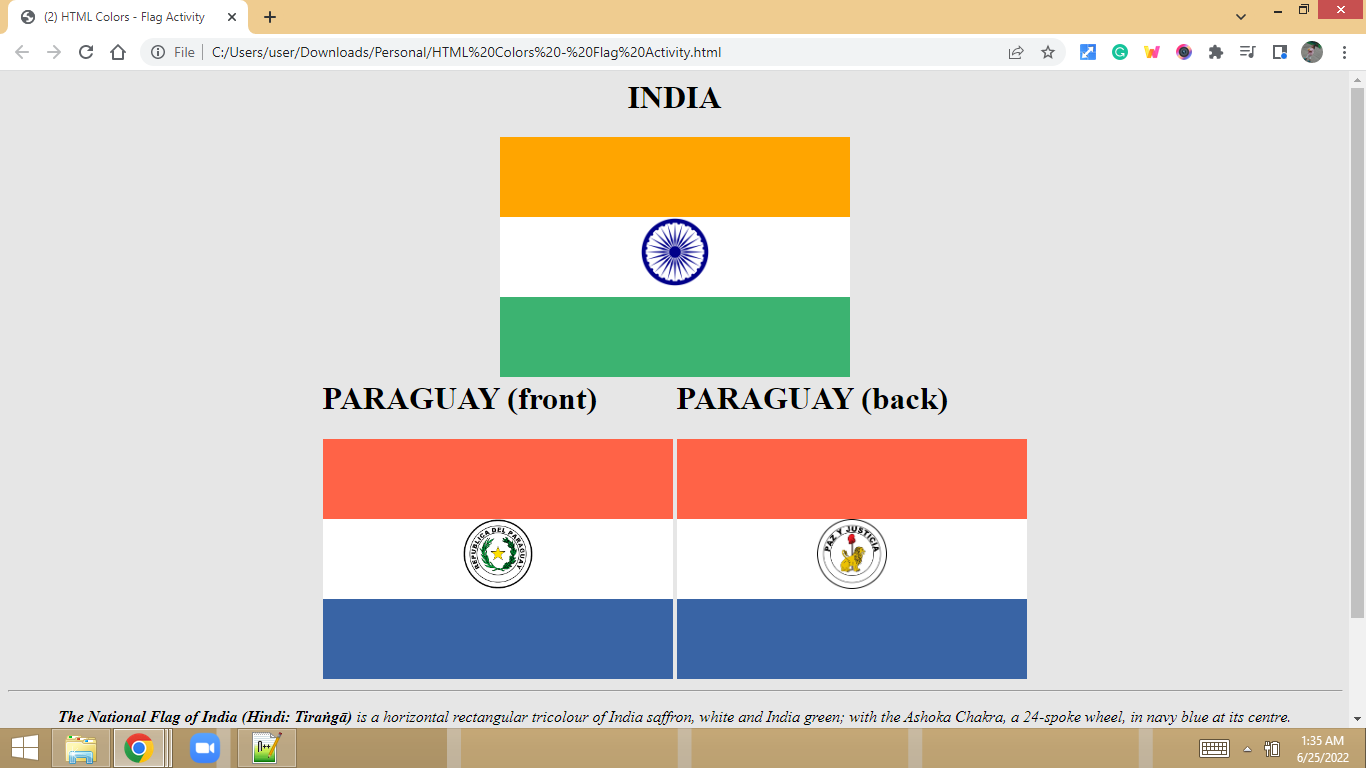 (2) HTML Colors - Flag Activity
File
C:/Users/user/Downloads/Personal/HTML%20Colors%20-%20Flag%20Activity.html
INDIA
PARAGUAY (front)
PARAGUAY (back)
REPUBLICA DEL PARAGUAY
PAZ Y JUSTICIA
The National Flag of India (Hindi: Tiraṅgā) is a horizontal rectangular tricolour of India saffron, white and India green; with the Ashoka Chakra, a 24-spoke wheel, in navy blue at its centre.
1:35 AM
6/25/2022